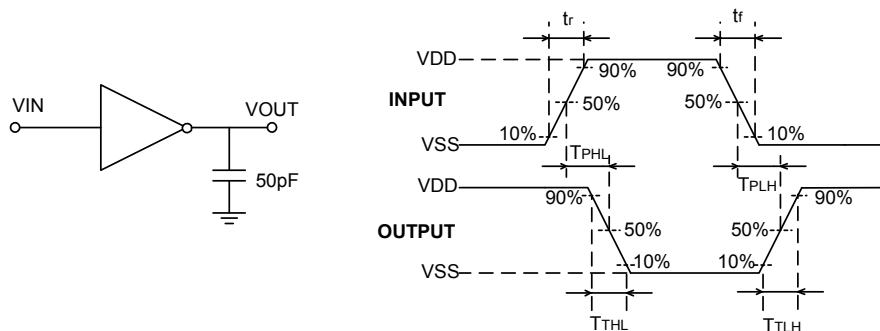 VIN
VOUT
50pF
tr
tf
VDD
90%
90%
INPUT
50%
50%
VSS
10%
10%
TPHL
TPLH
VDD
90%
90%
OUTPUT
50%
50%
VSS
10%
10%
TTHL
TTLH